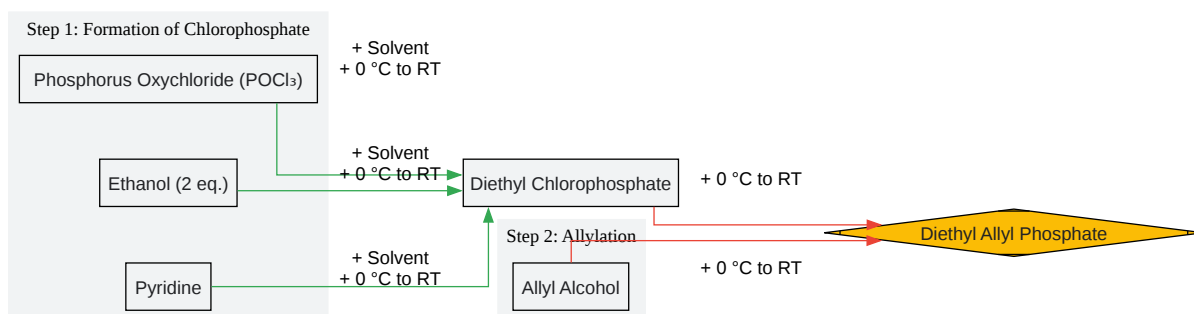 Step 1: Formation of Chlorophosphate
Phosphorus Oxychloride (POCl₃)
+ Solvent
+ 0 °C to RT
Ethanol (2 eq.)
+ Solvent
+ 0 °C to RT
Diethyl Chlorophosphate
+ 0 °C to RT
Step 2: Allylation
Diethyl Allyl Phosphate
Pyridine
+ Solvent
+ 0 °C to RT
Allyl Alcohol
+ 0 °C to RT